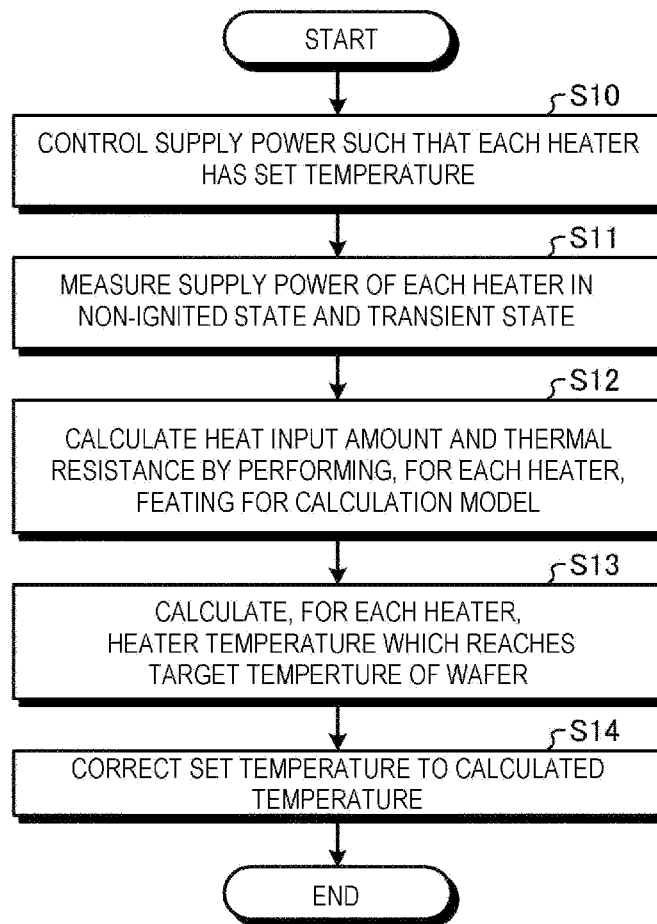 START
S10
CONTROL SUPPLY POWER SUCH THAT EACH HEATER
HAS SET TEMPERATURE
S11
MEASURE SUPPLY POWER OF EACH HEATER IN
NON-IGNITED STATE AND TRANSIENT STATE
S12
CALCULATE HEAT INPUT AMOUNT AND THERMAL
RESISTANCE BY PERFORMING, FOR EACH HEATER,
FEATING FOR CALCULATION MODEL
S13
CALCULATE, FOR EACH HEATER,
HEATER TEMPERATURE WHICH REACHES
TARGET TEMPERTURE OF WAFER
S14
CORRECT SET TEMPERATURE TO CALCULATED
TEMPERATURE
END